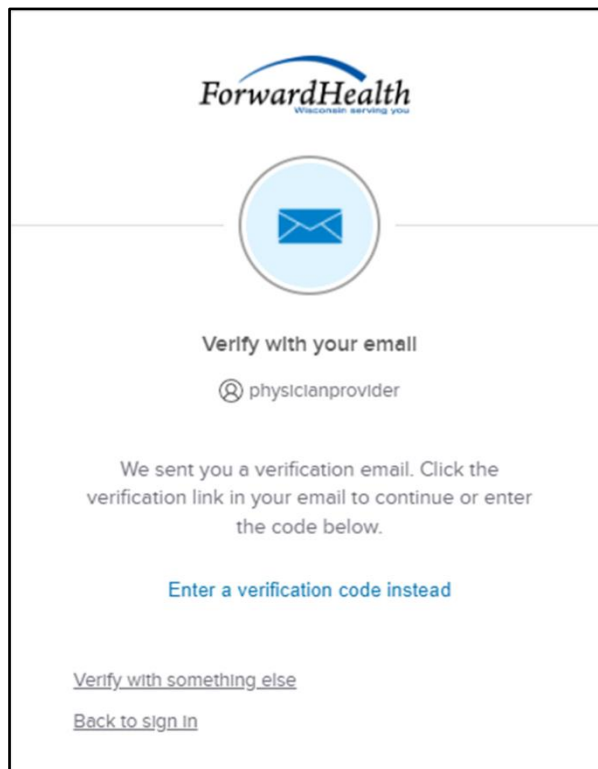 ForwardHealth
Wisconsin serving you
Verify with your email
physicianprovider
We sent you a verification email. Click the
verification link in your email to continue or enter
the code below.
Enter a verification code instead
Verify with something else
Back to sign in